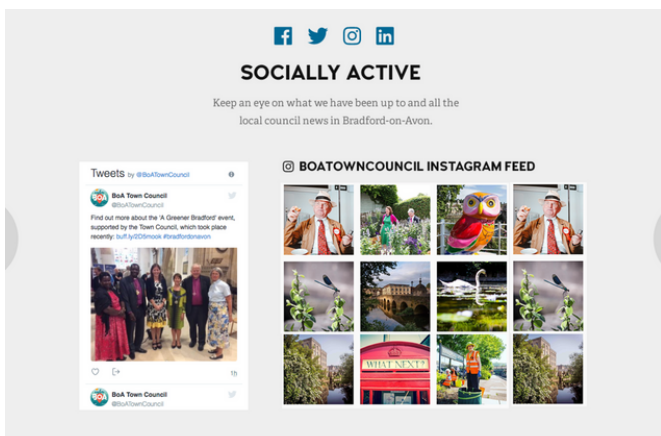 SOCIALLY ACTIVE
Keep an eye on what we have been up to and all the
local council news in Bradford-on-Avon.
Tweets by @BoATownCouncil
BoA Town Council
@BoATownCouncil
Find out more about the 'A Greener Bradford' event,
supported by the Town Council, which took place
recently: buff.ly/2D5mook #bradfordonavon
1h
BoA Town Council
@BoATownCouncil
BOATOWNCOUNCIL INSTAGRAM FEED
WHAT NEXT?